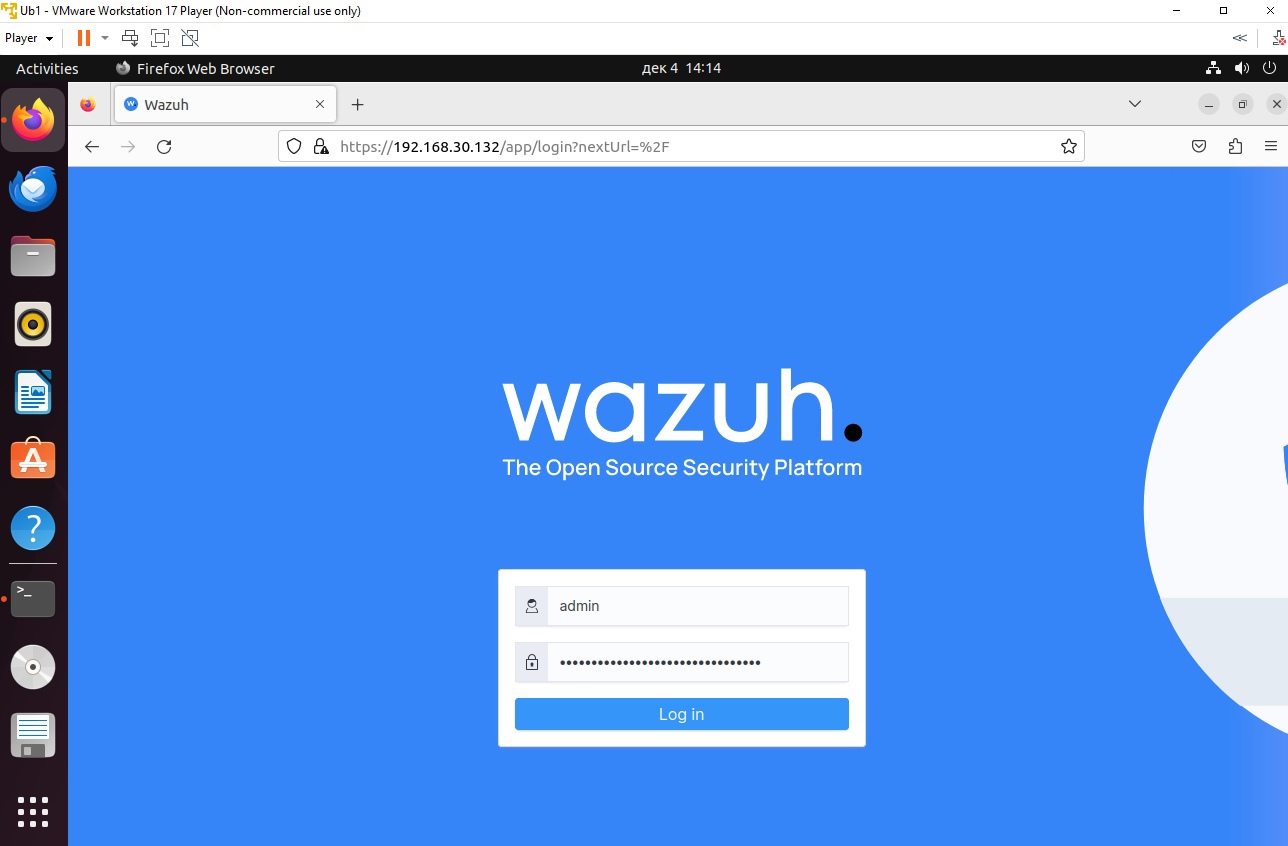 Ub1 - VMware Workstation 17 Player (Non-commercial use only)
Player
Activities
Firefox Web Browser
дек 4 14:14
Wazuh
https://192.168.30.132/app/login?nextUrl=%2F
wazuh.
The Open Source Security Platform
admin
••••••••••••••••••••••••••••••••
Log in